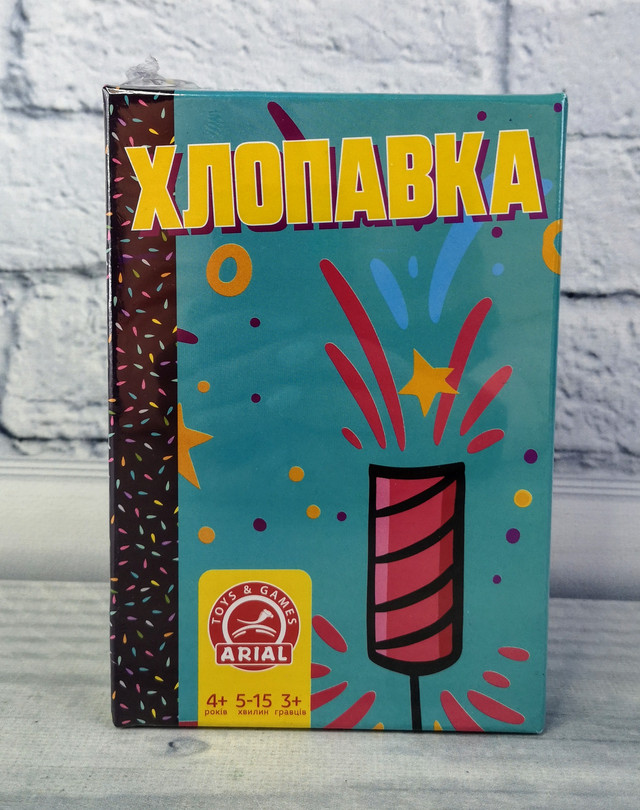 ХЛОПАВКА
TOYS & GAMES
ARIAL
4+ 5-15 3+
років хвилин гравців